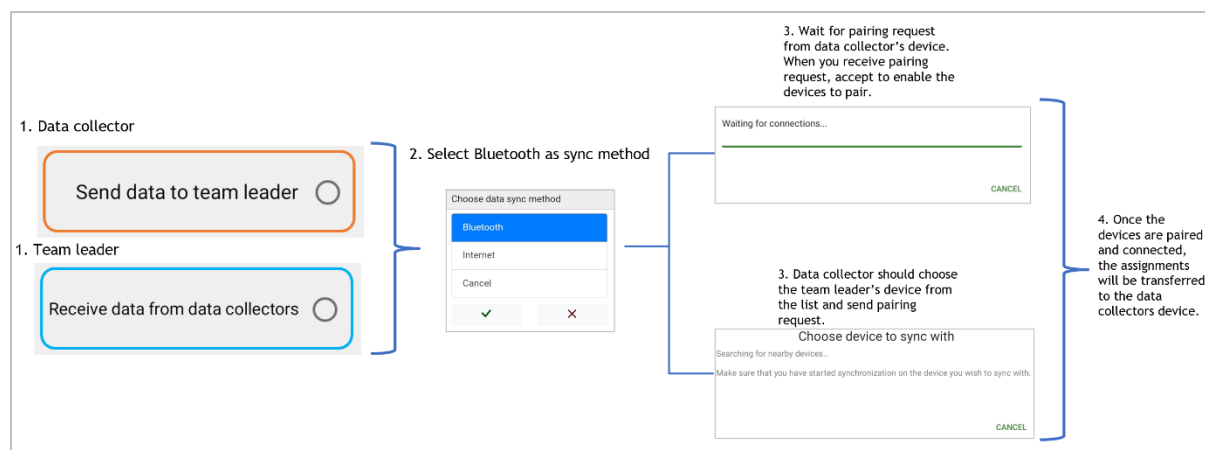 1. Data collector
Send data to team leader
1. Team leader
Receive data from data collectors
2. Select Bluetooth as sync method
Choose data sync method
Bluetooth
Internet
Cancel
3. Wait for pairing request
from data collector's device.
When you receive pairing
request, accept to enable the
devices to pair.
Waiting for connections...
CANCEL
3. Data collector should choose
the team leader's device from
the list and send pairing
request.
Choose device to sync with
Searching for nearby devices...
Make sure that you have started synchronization on the device you wish to sync with.
CANCEL
4. Once the
devices are paired
and connected,
the assignments
will be transferred
to the data
collectors device.